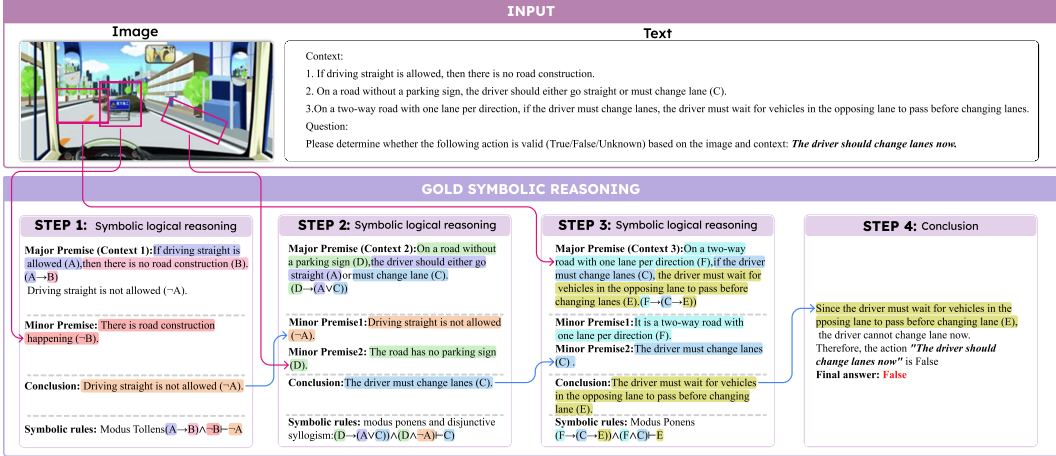 INPUT
Image
Text
Context:
1. If driving straight is allowed, then there is no road construction.
2. On a road without a parking sign, the driver should either go straight or must change lane (C).
3.On a two-way road with one lane per direction, if the driver must change lanes, the driver must wait for vehicles in the opposing lane to pass before changing lanes.
Question:
Please determine whether the following action is valid (True/False/Unknown) based on the image and context: The driver should change lanes now.
GOLD SYMBOLIC REASONING
STEP 1: Symbolic logical reasoning
Major Premise (Context 1):If driving straight is
allowed (A),then there is no road construction (B).
(A→B)
Driving straight is not allowed (¬A).
Minor Premise: There is road construction
happening (¬B).
Conclusion: Driving straight is not allowed (¬A).
Symbolic rules: Modus Tollens(A→B)∧¬B⊢¬A
STEP 2: Symbolic logical reasoning
Major Premise (Context 2):On a road without
a parking sign (D),the driver should either go
straight (A)ormust change lane (C).
(D→(A∨C))
Minor Premise1:Driving straight is not allowed
(¬A).
Minor Premise2: The road has no parking sign
(D).
Conclusion: The driver must change lanes (C).
Symbolic rules: modus ponens and disjunctive
syllogism:(D→(A∨C))∧(D∧¬A)⊢C)
STEP 3: Symbolic logical reasoning
Major Premise (Context 3):On a two-way
road with one lane per direction (F),if the driver
must change lanes (C), the driver must wait for
vehicles in the opposing lane to pass before
changing lanes (E).(F→(C→E))
Minor Premise1:It is a two-way road with
one lane per direction (F).
Minor Premise2:The driver must change lanes
(C) .
Conclusion:The driver must wait for vehicles
in the opposing lane to pass before changing
lane (E).
Symbolic rules: Modus Ponens
(F→(C→E))∧(F∧C)⊢E
STEP 4: Conclusion
Since the driver must wait for vehicles in the
pposing lane to pass before changing lane (E),
the driver cannot change lane now.
Therefore, the action "The driver should
change lanes now" is False
Final answer: False